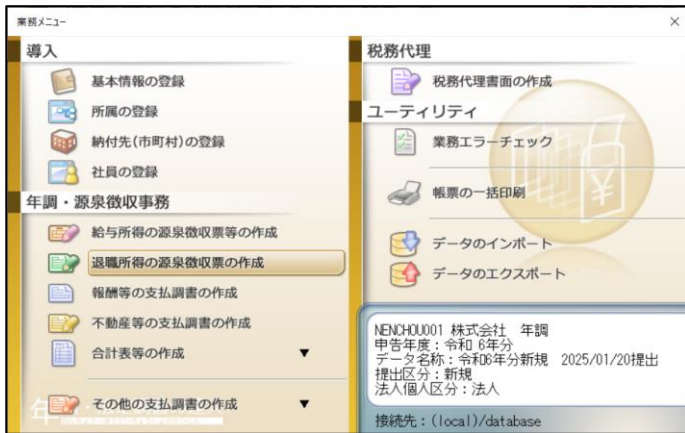 業務メニュー
導入
基本情報の登録
所属の登録
納付先(市町村)の登録
社員の登録
年調・源泉徴収事務
給与所得の源泉徴収票等の作成
退職所得の源泉徴収票の作成
報酬等の支払調書の作成
不動産等の支払調書の作成
合計表等の作成 ▼
その他の支払調書の作成 ▼
税務代理
税務代理書面の作成
ユーティリティ
業務エラーチェック
帳票の一括印刷
データのインポート
データのエクスポート
NENCHOU001 株式会社 年調
申告年度：令和 6年分
データ名称：令和6年分新規 2025/01/20提出
提出区分：新規
法人個人区分：法人
接続先：(local)/database